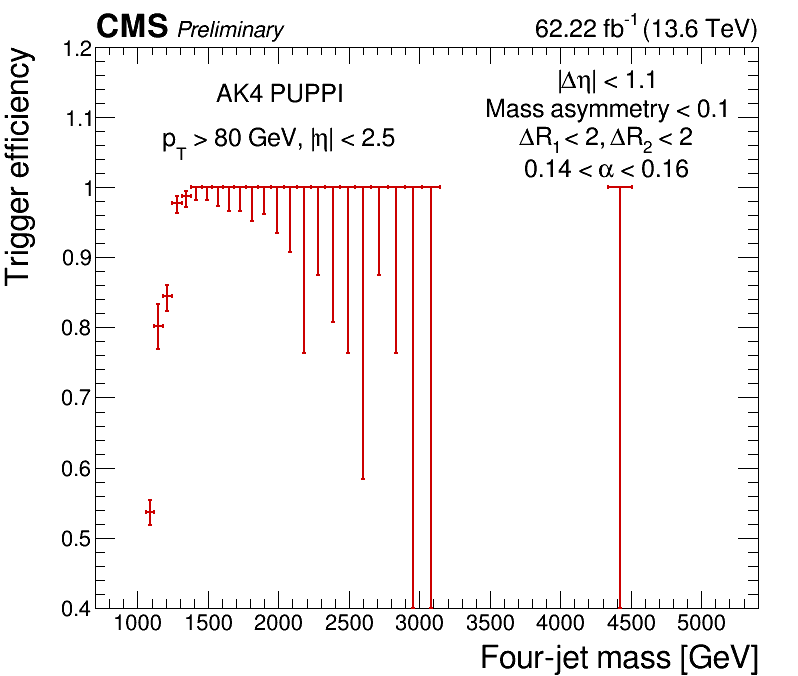 CMS Preliminary 62.22 fb⁻¹ (13.6 TeV)
AK4 PUPPI
p_T > 80 GeV, |η| < 2.5
|Δη| < 1.1
Mass asymmetry < 0.1
ΔR₁ < 2, ΔR₂ < 2
0.14 < α < 0.16
Trigger efficiency
1.2
1.1
1
0.9
0.8
0.7
0.6
0.5
0.4
1000 1500 2000 2500 3000 3500 4000 4500 5000
Four-jet mass [GeV]